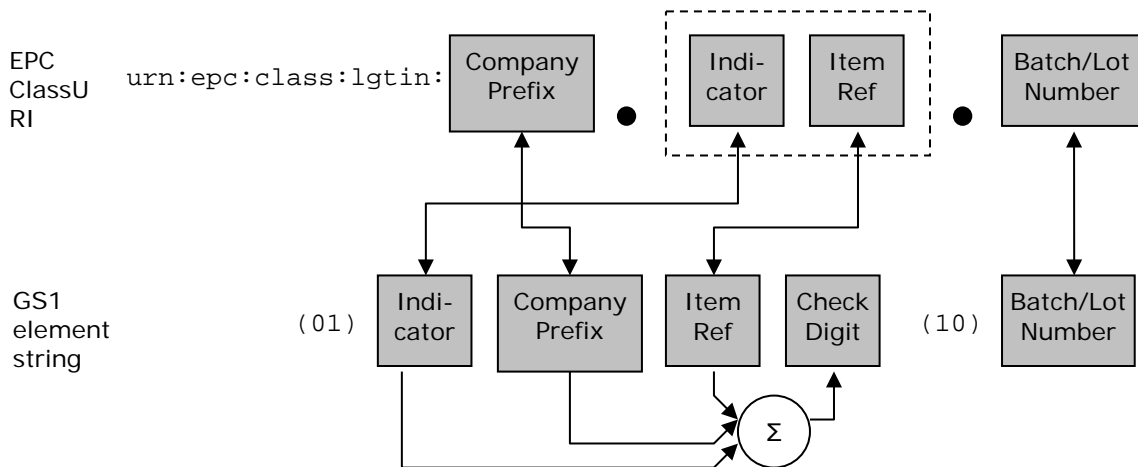 EPC
ClassU
RI
urn:epc:class:lgtin:
Company
Prefix
Indi-
cator
Item
Ref
Batch/Lot
Number
GS1
element
string
(01)
Indi-
cator
Company
Prefix
Item
Ref
Check
Digit
(10)
Batch/Lot
Number
Σ